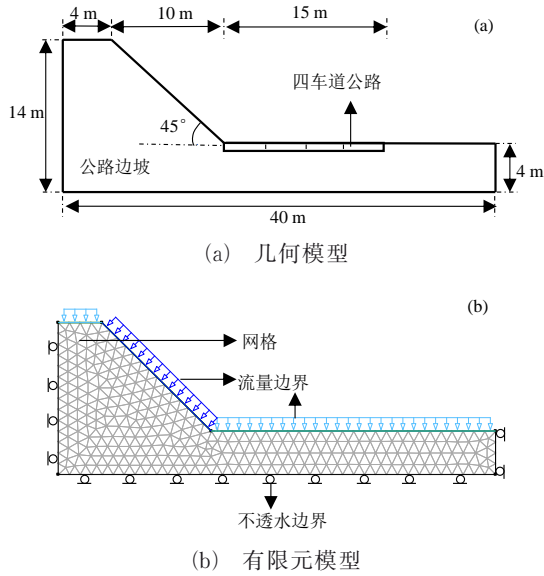 4 m
10 m
15 m
(a)
四车道公路
14 m
45°
公路边坡
4 m
40 m
(a) 几何模型
(b)
网格
流量边界
不透水边界
(b) 有限元模型